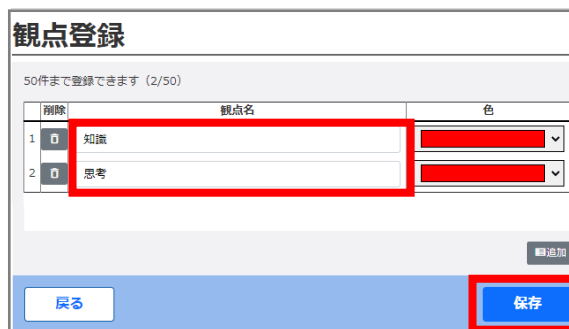 観点登録
50件まで登録できます（2/50）
削除 観点名 色
1 知識
2 思考
追加
戻る 保存